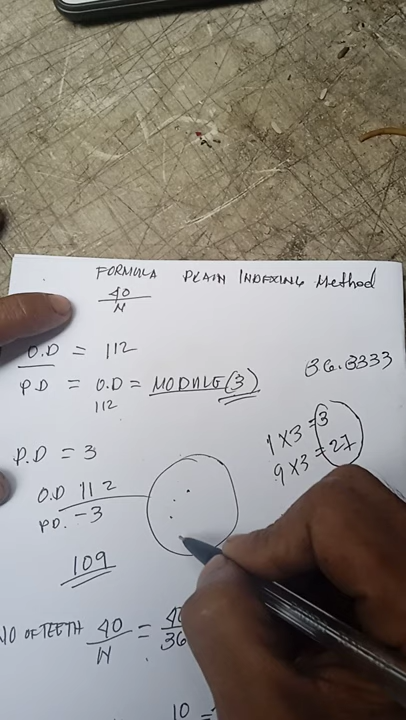 FORMULA PLAIN INDEXING Method
40
N
O.D = 112
P.D = O.D = MODULE (3)
112
36.3333
1 X 3 = 3
9 X 3 = 27
P.D = 3
O.D 112
P.D. - 3
109
NO OF TEETH 40/N = 40/36
10 =